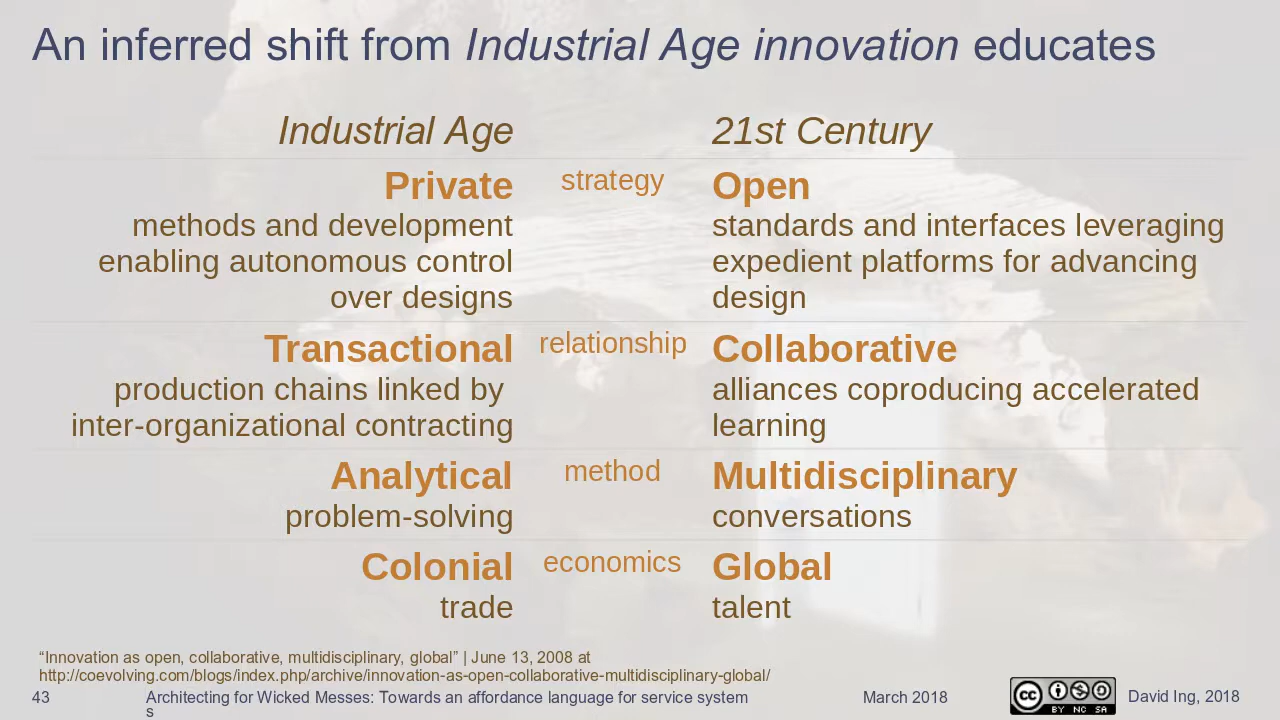 An inferred shift from Industrial Age innovation educates
Industrial Age
21st Century
Private
strategy
Open
methods and development
enabling autonomous control
over designs
standards and interfaces leveraging
expedient platforms for advancing
design
Transactional
relationship
Collaborative
production chains linked by
inter-organizational contracting
alliances coproducing accelerated
learning
Analytical
method
Multidisciplinary
problem-solving
conversations
Colonial
economics
Global
trade
talent
“Innovation as open, collaborative, multidisciplinary, global” | June 13, 2008 at
http://coevolving.com/blogs/index.php/archive/innovation-as-open-collaborative-multidisciplinary-global/
43
Architecting for Wicked Messes: Towards an affordance language for service system
s
March 2018
cc
BY NC SA
David Ing, 2018